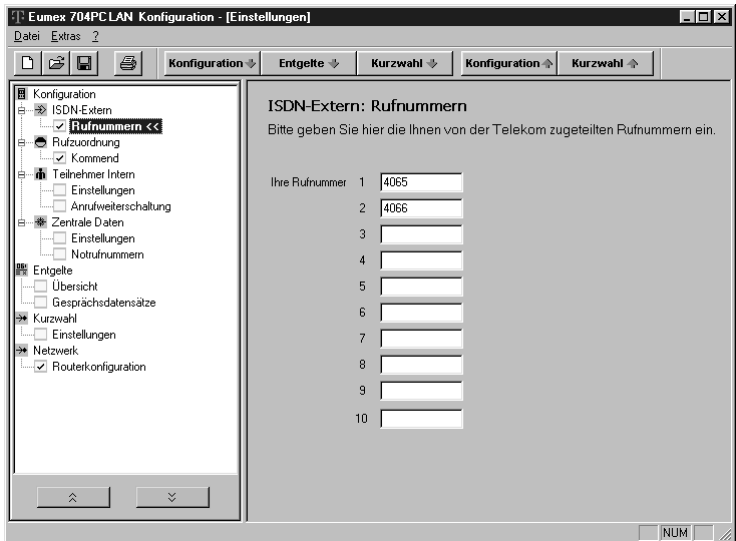 Eumex 704PC LAN Konfiguration - [Einstellungen]
Datei Extras ?
Konfiguration Entgelte Kurzwahl Konfiguration Kurzwahl
Konfiguration
ISDN-Extern
Rufnummern <<
Rufzuordnung
Kommend
Teilnehmer Intern
Einstellungen
Anrufweiterschaltung
Zentrale Daten
Einstellungen
Notrufnummern
Entgelte
Übersicht
Gesprächsdatensätze
Kurzwahl
Einstellungen
Netzwerk
Routerkonfiguration
ISDN-Extern: Rufnummern
Bitte geben Sie hier die Ihnen von der Telekom zugeteilten Rufnummern ein.
Ihre Rufnummer 1 4065
2 4066
3
4
5
6
7
8
9
10
NUM